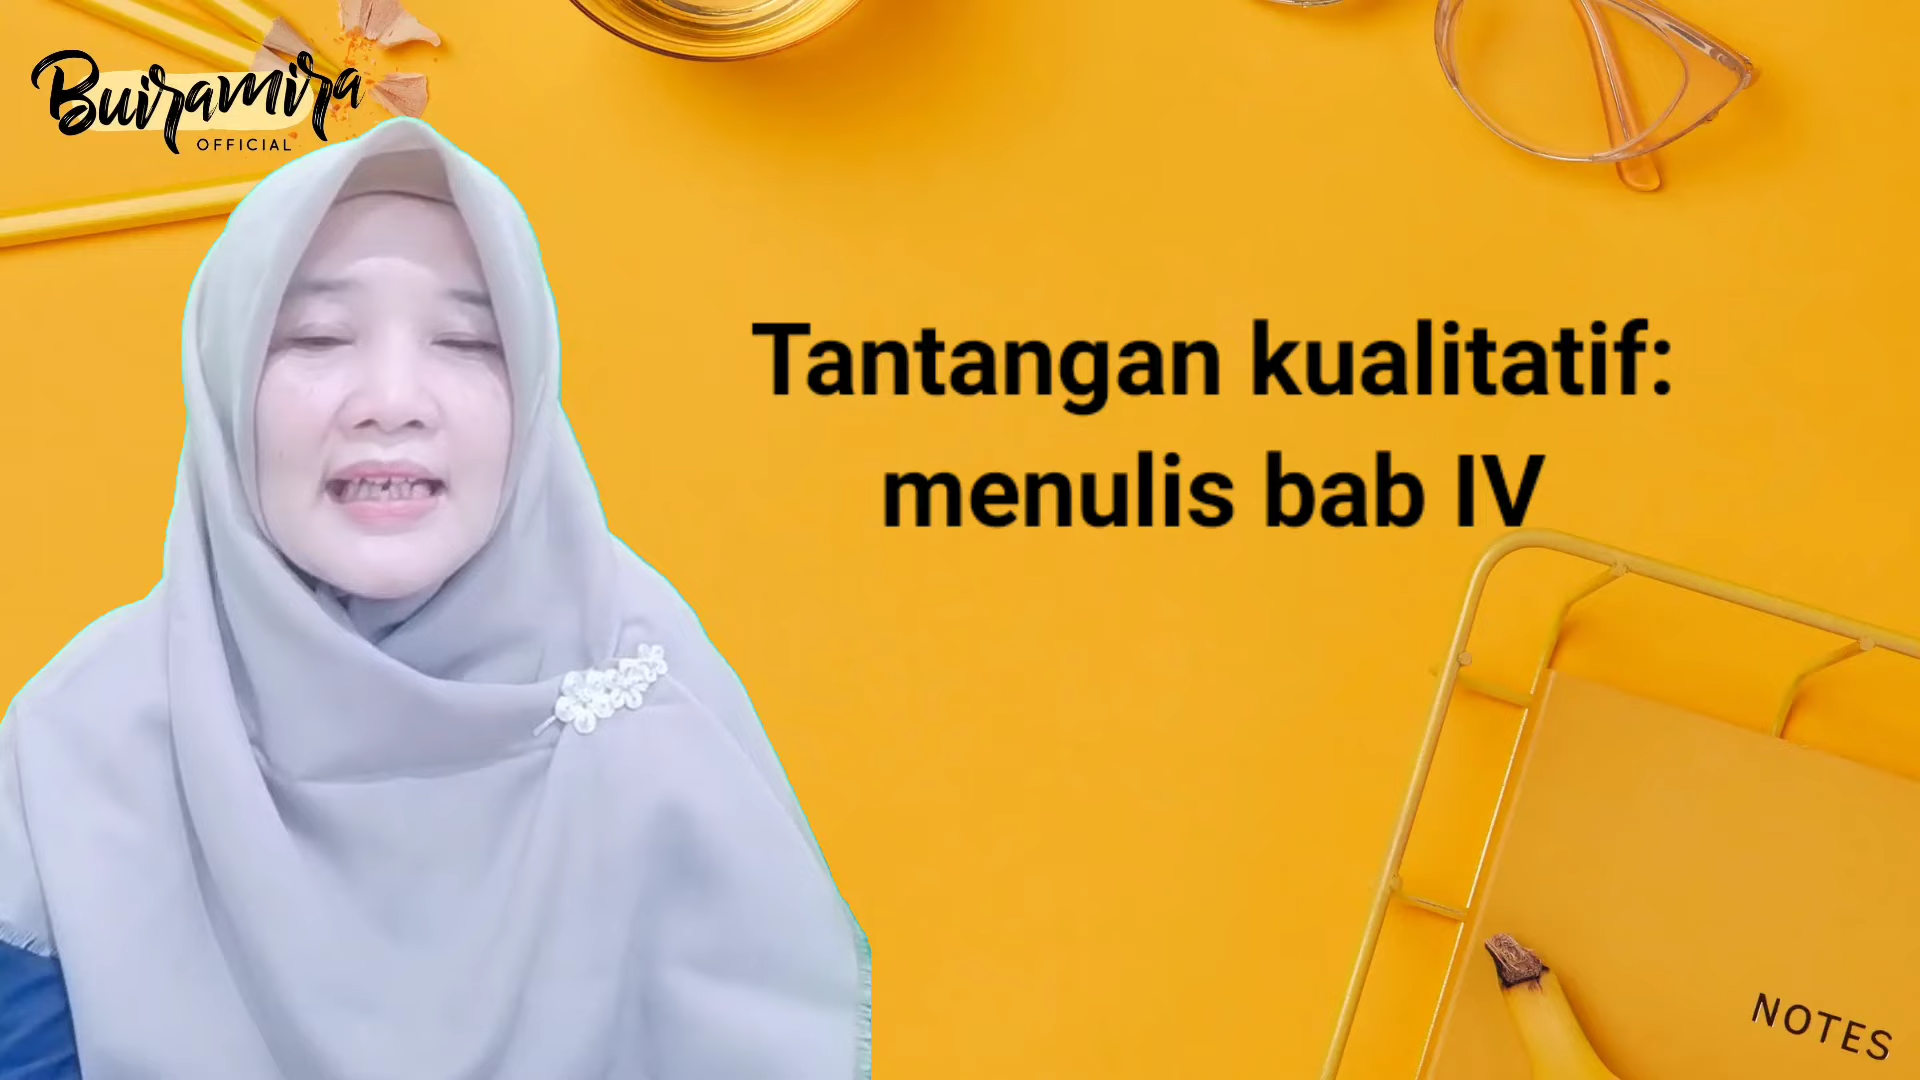 Buiramira
OFFICIAL
Tantangan kualitatif:
menulis bab IV
NOTES